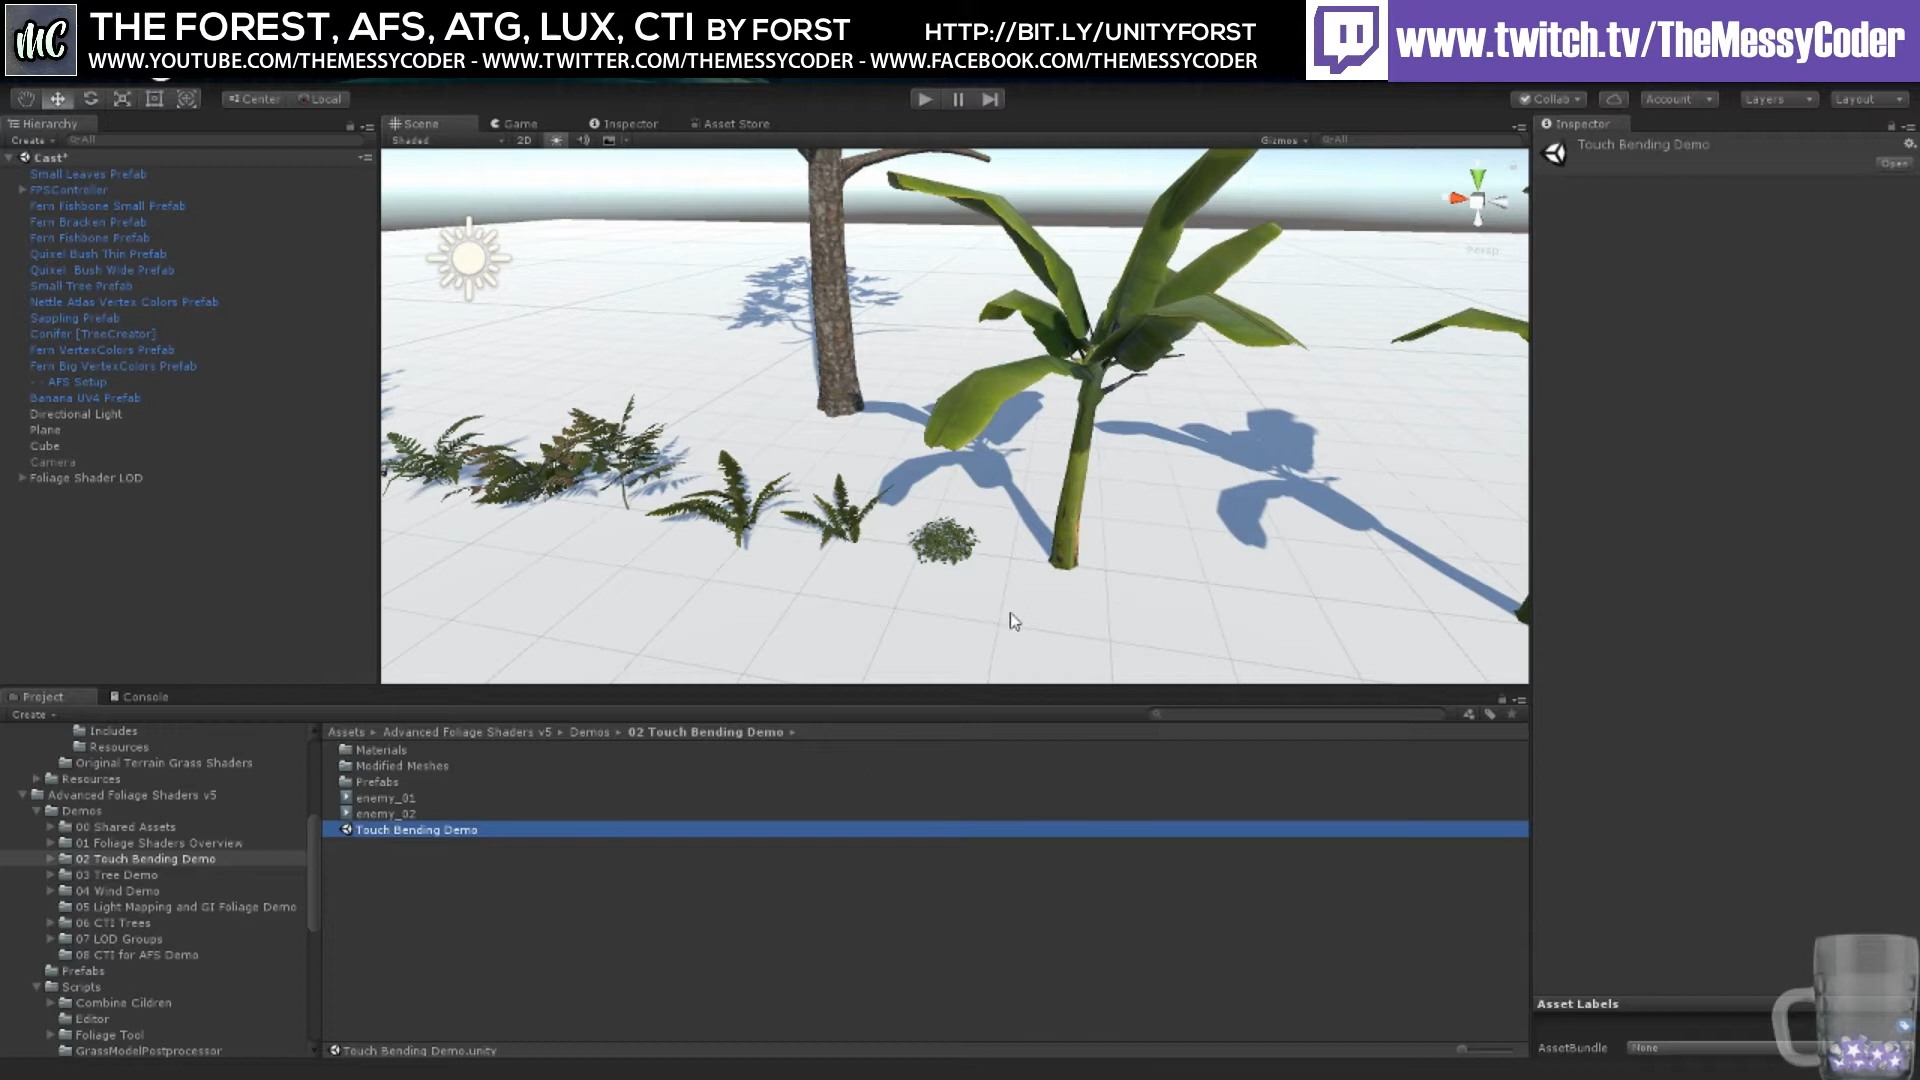 MC
THE FOREST, AFS, ATG, LUX, CTI BY FORST
HTTP://BIT.LY/UNITYFORST
WWW.YOUTUBE.COM/THEMESSYCODER - WWW.TWITTER.COM/THEMESSYCODER - WWW.FACEBOOK.COM/THEMESSYCODER
www.twitch.tv/TheMessyCoder
Center
Local
Collab
Account
Layers
Layout
Hierarchy
Create
All
Cast*
Small Leaves Prefab
FPSController
Fern Fishbone Small Prefab
Fern Bracken Prefab
Fern Fishbone Prefab
Quixel Bush Thin Prefab
Quixel Bush Wide Prefab
Small Tree Prefab
Nettle Atlas Vertex Colors Prefab
Sappling Prefab
Conifer [TreeCreator]
Fern VertexColors Prefab
Fern Big VertexColors Prefab
- - AFS Setup
Banana UV4 Prefab
Directional Light
Plane
Cube
Camera
Foliage Shader LOD
Scene
Game
Inspector
Asset Store
Shaded
2D
Gizmos
All
Persp
Inspector
Touch Bending Demo
Open
Project
Console
Create
Includes
Resources
Original Terrain Grass Shaders
Resources
Advanced Foliage Shaders v5
Demos
00 Shared Assets
01 Foliage Shaders Overview
02 Touch Bending Demo
03 Tree Demo
04 Wind Demo
05 Light Mapping and GI Foliage Demo
06 CTI Trees
07 LOD Groups
08 CTI for AFS Demo
Prefabs
Scripts
Combine Cildren
Editor
Foliage Tool
GrassModelPostprocessor
Assets ▸ Advanced Foliage Shaders v5 ▸ Demos ▸ 02 Touch Bending Demo ▸
Materials
Modified Meshes
Prefabs
enemy_01
enemy_02
Touch Bending Demo
Touch Bending Demo.unity
Asset Labels
AssetBundle
None